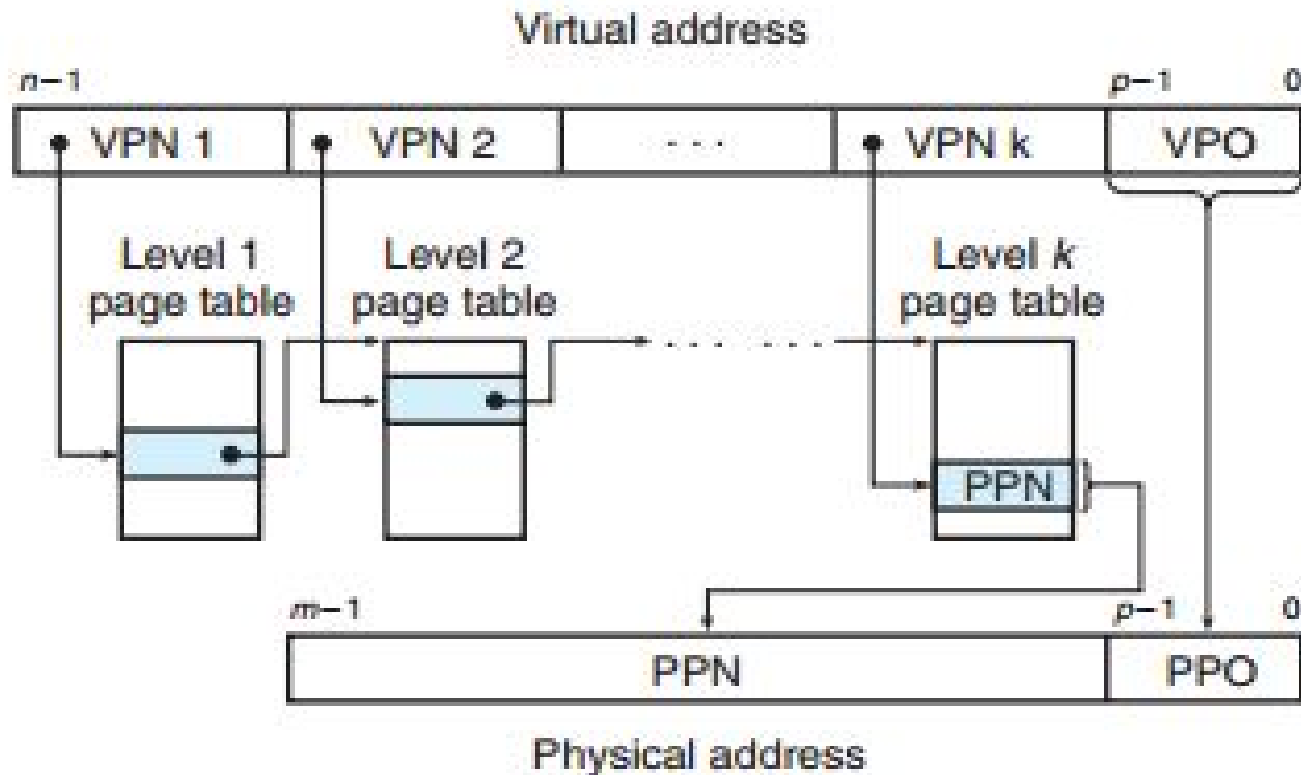 Virtual address
n−1 p−1 0
VPN 1 VPN 2 · · · VPN k VPO
Level 1 Level 2 Level k
page table page table page table
. . . . . . .
PPN
m−1 p−1 0
PPN PPO
Physical address